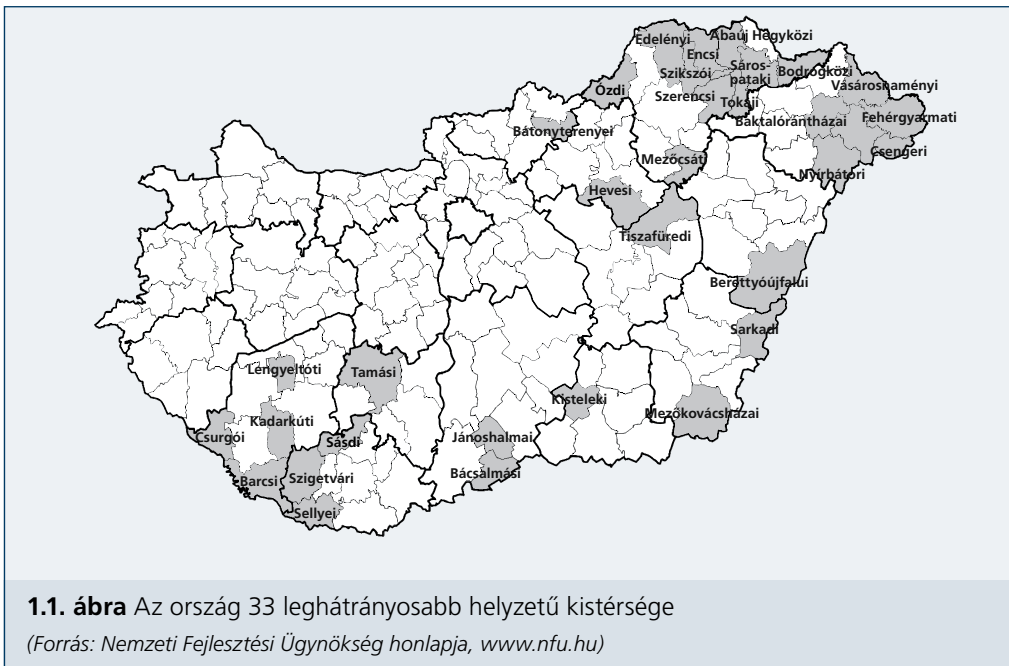 Edelényi
Abaúj Hegyközi
Encsi
Sáros-
pataki
Bodrogközi
Szikszói
Vásárosnaményi
Ózdi
Szerencsi
Tokaji
Baktalórántházai
Fehérgyarmati
Bátonyterenyei
Csengeri
Mezőcsáti
Nyírbátori
Hevesi
Tiszafüredi
Berettyóújfalui
Sarkadi
Lengyeltóti
Tamási
Kisteleki
Mezőkovácsházai
Kadarkúti
Csurgói
Sásdi
Jánoshalmai
Barcsi
Szigetvári
Bácsalmási
Sellyei
1.1. ábra Az ország 33 leghátrányosabb helyzetű kistérsége
(Forrás: Nemzeti Fejlesztési Ügynökség honlapja, www.nfu.hu)